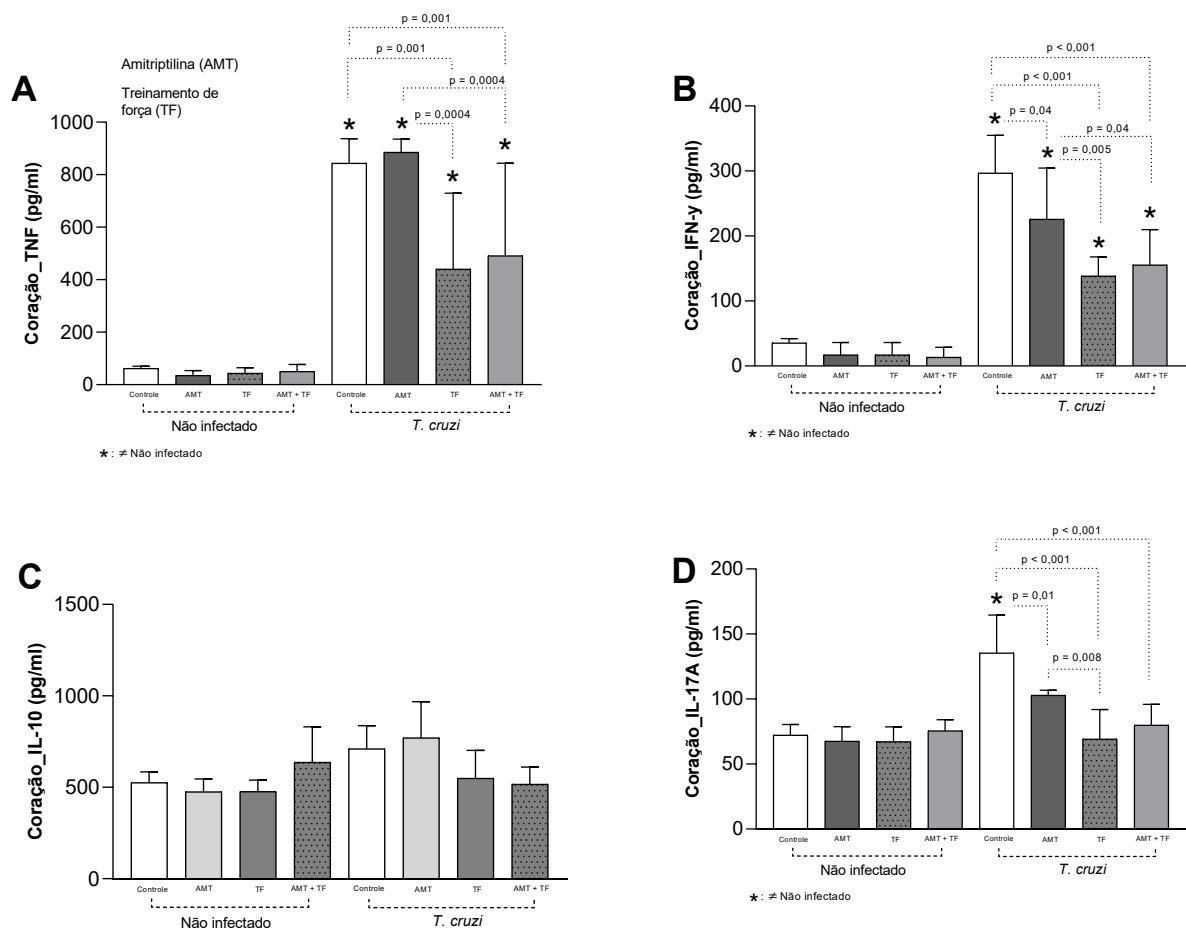 A
Amitriptilina (AMT)
Treinamento de
força (TF)
p = 0,001
p = 0,001
p = 0,0004
p = 0,0004
* * * *
Coração_TNF (pg/ml)
1000
800
600
400
200
0
Controle AMT TF AMT + TF Controle AMT TF AMT + TF
Não infectado T. cruzi
* : ≠ Não infectado
B
p < 0,001
p < 0,001
p = 0,04
p = 0,04
p = 0,005
* * * *
Coração_IFN-y (pg/ml)
400
300
200
100
0
Controle AMT TF AMT + TF Controle AMT TF AMT + TF
Não infectado T. cruzi
* : ≠ Não infectado
C
Coração_IL-10 (pg/ml)
1500
1000
500
0
Controle AMT TF AMT + TF Controle AMT TF AMT + TF
Não infectado T. cruzi
D
p < 0,001
p < 0,001
p = 0,01
p = 0,008
*
Coração_IL-17A (pg/ml)
200
150
100
50
0
Controle AMT TF AMT + TF Controle AMT TF AMT + TF
Não infectado T. cruzi
* : ≠ Não infectado